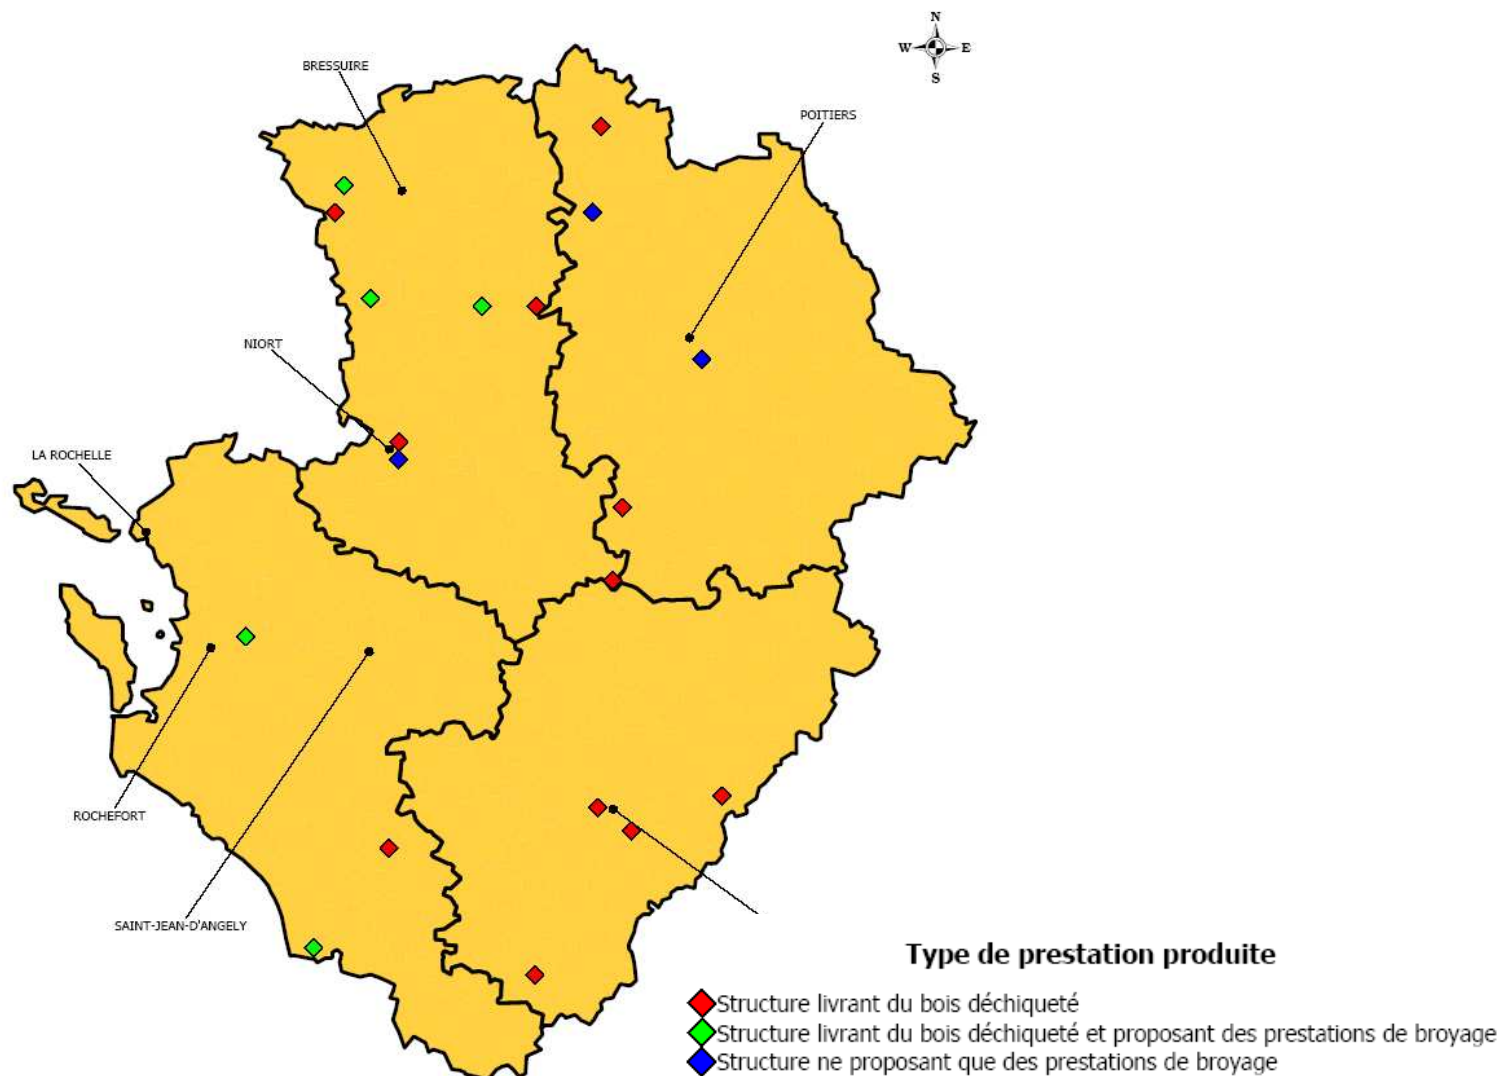 N
W E
S
BRESSUIRE
POITIERS
NIORT
LA ROCHELLE
ROCHEFORT
SAINT-JEAN-D'ANGELY
Type de prestation produite
Structure livrant du bois déchiqueté
Structure livrant du bois déchiqueté et proposant des prestations de broyage
Structure ne proposant que des prestations de broyage